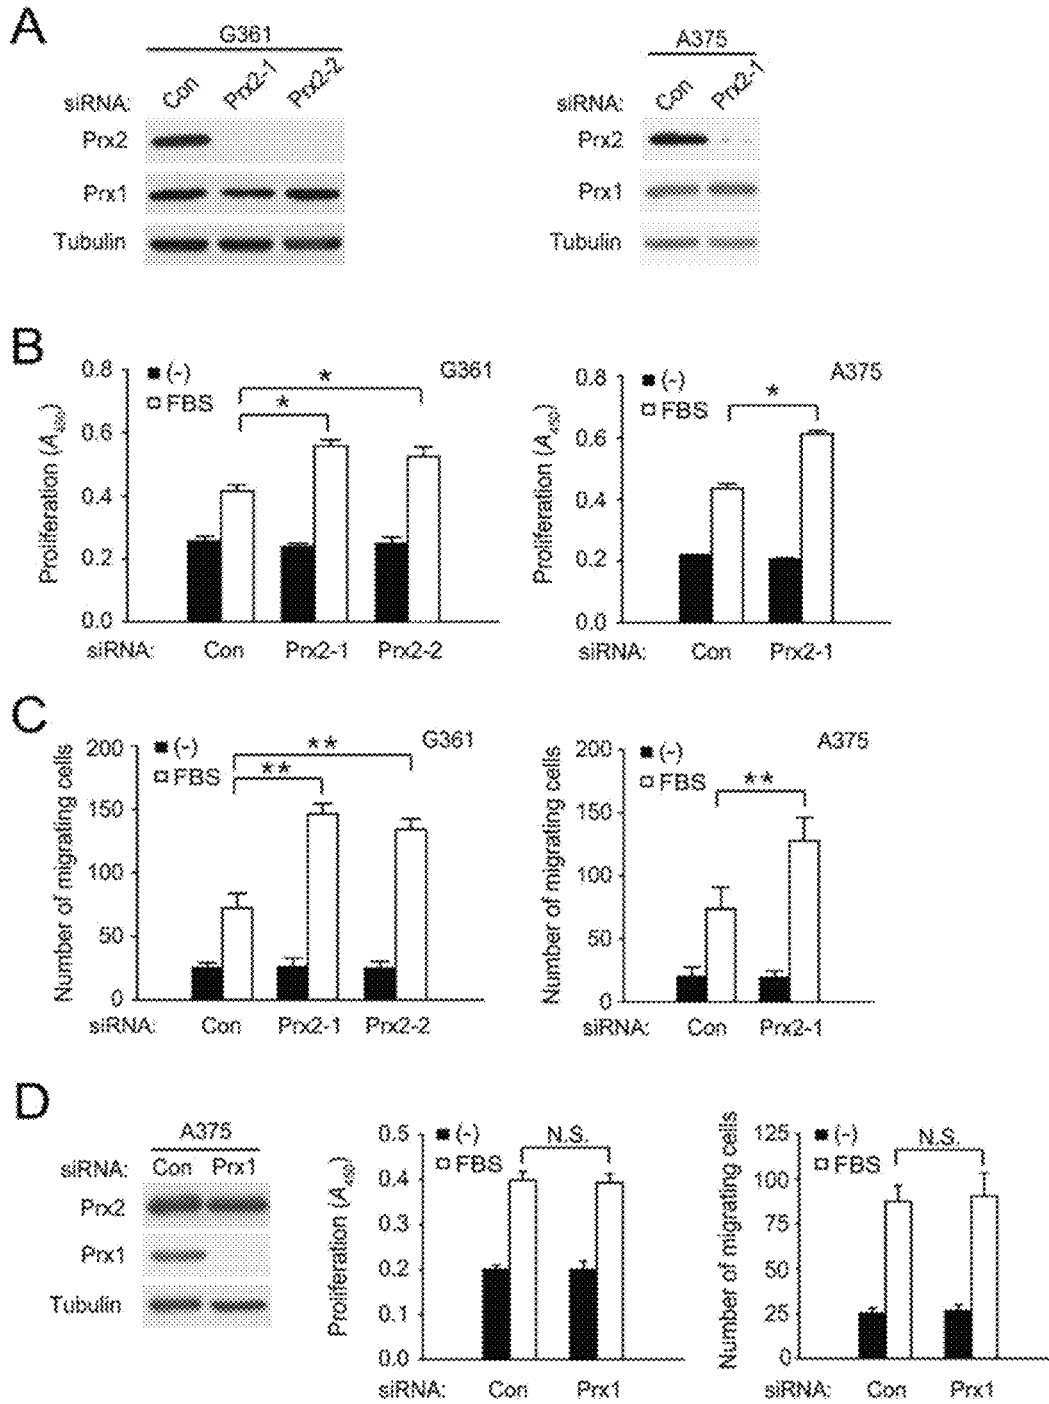 A
G361
siRNA: Con Prx2-1 Prx2-2
Prx2
Prx1
Tubulin
A375
siRNA: Con Prx2-1
Prx2
Prx1
Tubulin
B
(-)
FBS
G361
* *
Proliferation (A450)
0.8
0.6
0.4
0.2
0.0
siRNA: Con Prx2-1 Prx2-2
(-)
FBS
A375
*
Proliferation (A450)
0.8
0.6
0.4
0.2
0.0
siRNA: Con Prx2-1
C
(-)
FBS
G361
** **
Number of migrating cells
200
150
100
50
0
siRNA: Con Prx2-1 Prx2-2
(-)
FBS
A375
**
Number of migrating cells
200
150
100
50
0
siRNA: Con Prx2-1
D
A375
siRNA: Con Prx1
Prx2
Prx1
Tubulin
(-)
FBS
N.S.
Proliferation (A450)
0.5
0.4
0.3
0.2
0.1
0.0
siRNA: Con Prx1
(-)
FBS
N.S.
Number of migrating cells
125
100
75
50
25
0
siRNA: Con Prx1